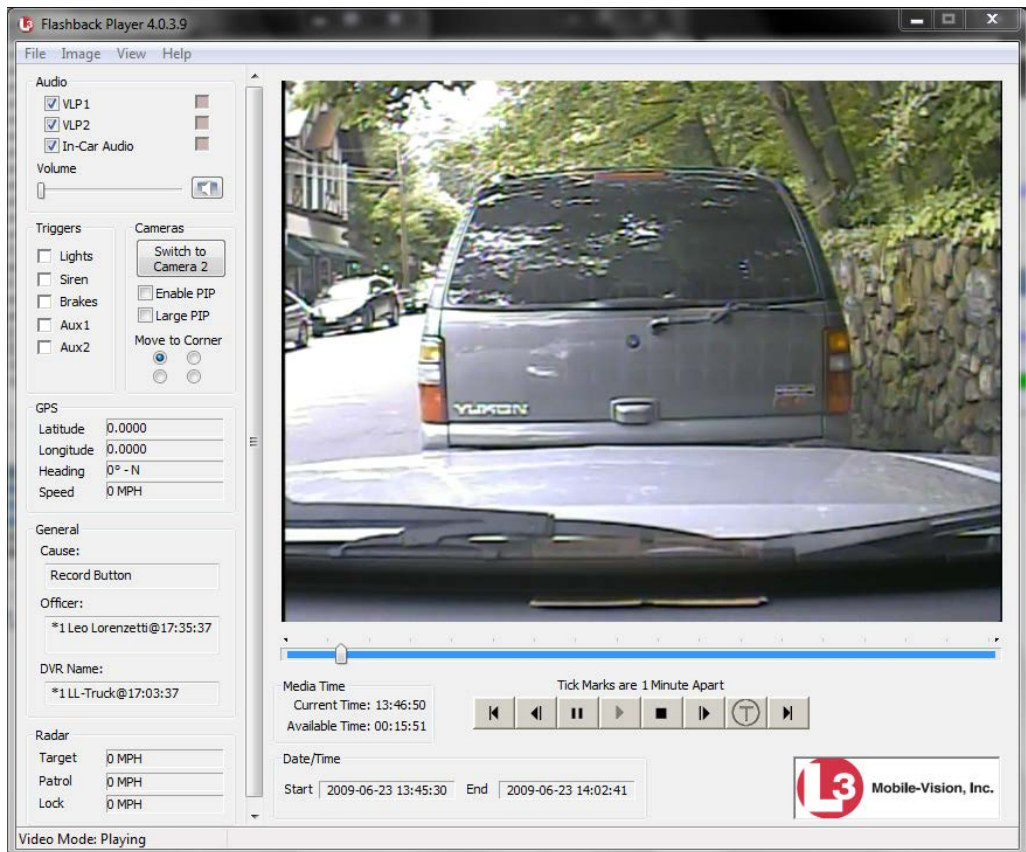 Flashback Player 4.0.3.9
File Image View Help
Audio
VLP1
VLP2
In-Car Audio
Volume
Triggers
Lights
Siren
Brakes
Aux1
Aux2
Cameras
Switch to
Camera 2
Enable PIP
Large PIP
Move to Corner
GPS
Latitude 0.0000
Longitude 0.0000
Heading 0° - N
Speed 0 MPH
General
Cause:
Record Button
Officer:
*1 Leo Lorenzetti@17:35:37
DVR Name:
*1 LL-Truck@17:03:37
Radar
Target 0 MPH
Patrol 0 MPH
Lock 0 MPH
YUKON
Media Time
Current Time: 13:46:50
Available Time: 00:15:51
Tick Marks are 1 Minute Apart
T
Date/Time
Start 2009-06-23 13:45:30 End 2009-06-23 14:02:41
L3 Mobile-Vision, Inc.
Video Mode: Playing